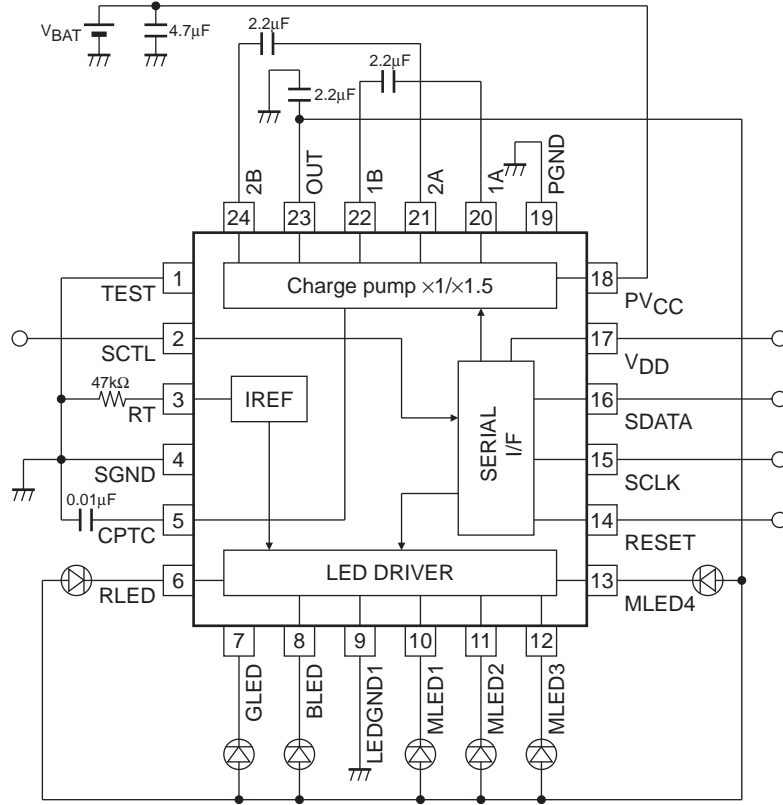 VBAT
4.7μF
2.2μF
2.2μF
2.2μF
2B
OUT
1B
2A
1A
PGND
24
23
22
21
20
19
1
TEST
Charge pump ×1/×1.5
18
PVCC
2
SCTL
17
VDD
47kΩ
3
RT
IREF
SERIAL
I/F
16
SDATA
4
SGND
15
SCLK
0.01μF
5
CPTC
14
RESET
6
RLED
LED DRIVER
13
MLED4
7
8
9
10
11
12
GLED
BLED
LEDGND1
MLED1
MLED2
MLED3